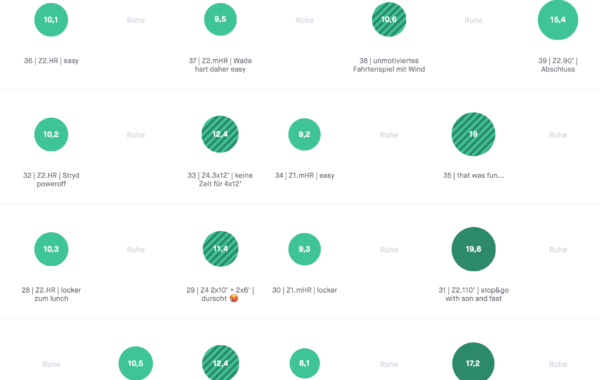 10,1
Ruhe
9,5
Ruhe
10,6
Ruhe
15,4
36 | Z2.HR | easy
37 | Z2.mHR | Wade
hart daher easy
38 | unmotiviertes
Fahrtenspiel mit Wind
39 | Z2.90' |
Abschluss
10,2
Ruhe
12,4
9,2
Ruhe
19
Ruhe
32 | Z2.HR | Stryd
poweroff
33 | Z4.3x12' | keine
Zeit für 4x12'
34 | Z1.mHR | easy
35 | that was fun...
10,3
Ruhe
11,4
9,3
Ruhe
19,6
Ruhe
28 | Z2.HR | locker
zum lunch
29 | Z4 2x10' + 2x6' |
durscht 🥵
30 | Z1.mHR | locker
31 | Z2.110' | stop&go
with son and fast
Ruhe
10,5
12,4
8,1
Ruhe
17,2
Ruhe